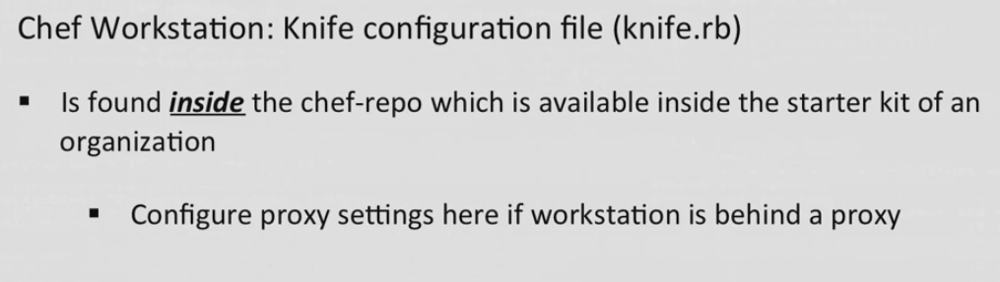 Chef Workstation: Knife configuration file (knife.rb)
▪ Is found inside the chef-repo which is available inside the starter kit of an
organization
▪ Configure proxy settings here if workstation is behind a proxy